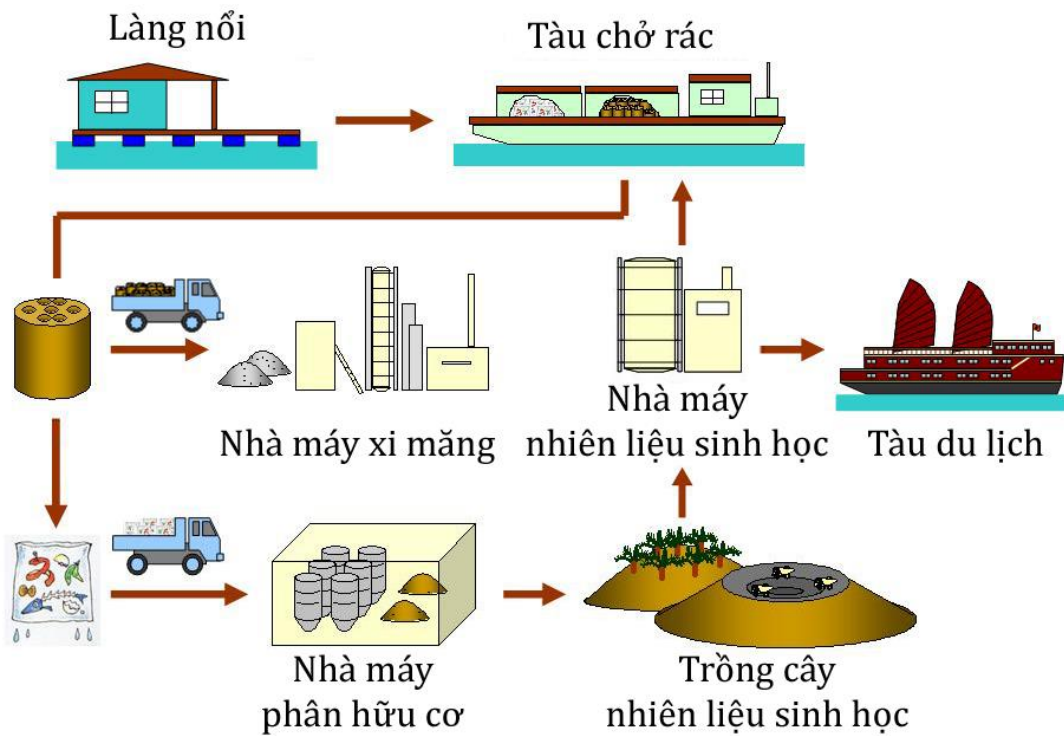 Làng nổi
Tàu chở rác
Nhà máy xi măng
Nhà máy
nhiên liệu sinh học
Tàu du lịch
Nhà máy
phân hữu cơ
Trồng cây
nhiên liệu sinh học